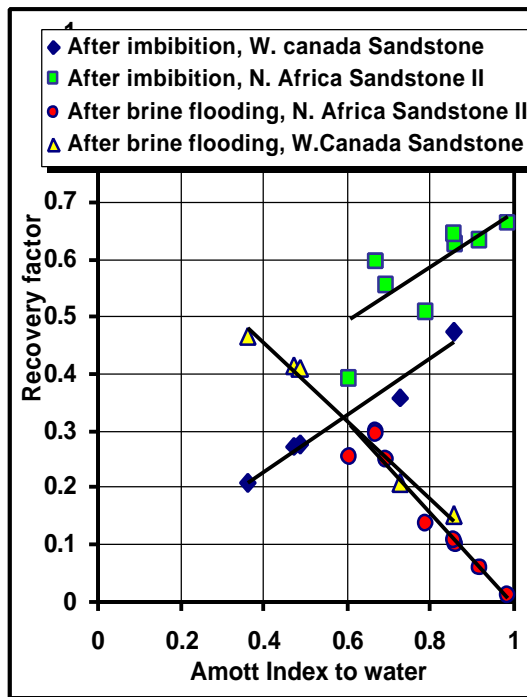 1
After imbibition, W. canada Sandstone
After imbibition, N. Africa Sandstone II
After brine flooding, N. Africa Sandstone II
After brine flooding, W.Canada Sandstone
0.7
0.6
0.5
0.4
0.3
0.2
0.1
0
Recovery factor
0 0.2 0.4 0.6 0.8 1
Amott Index to water